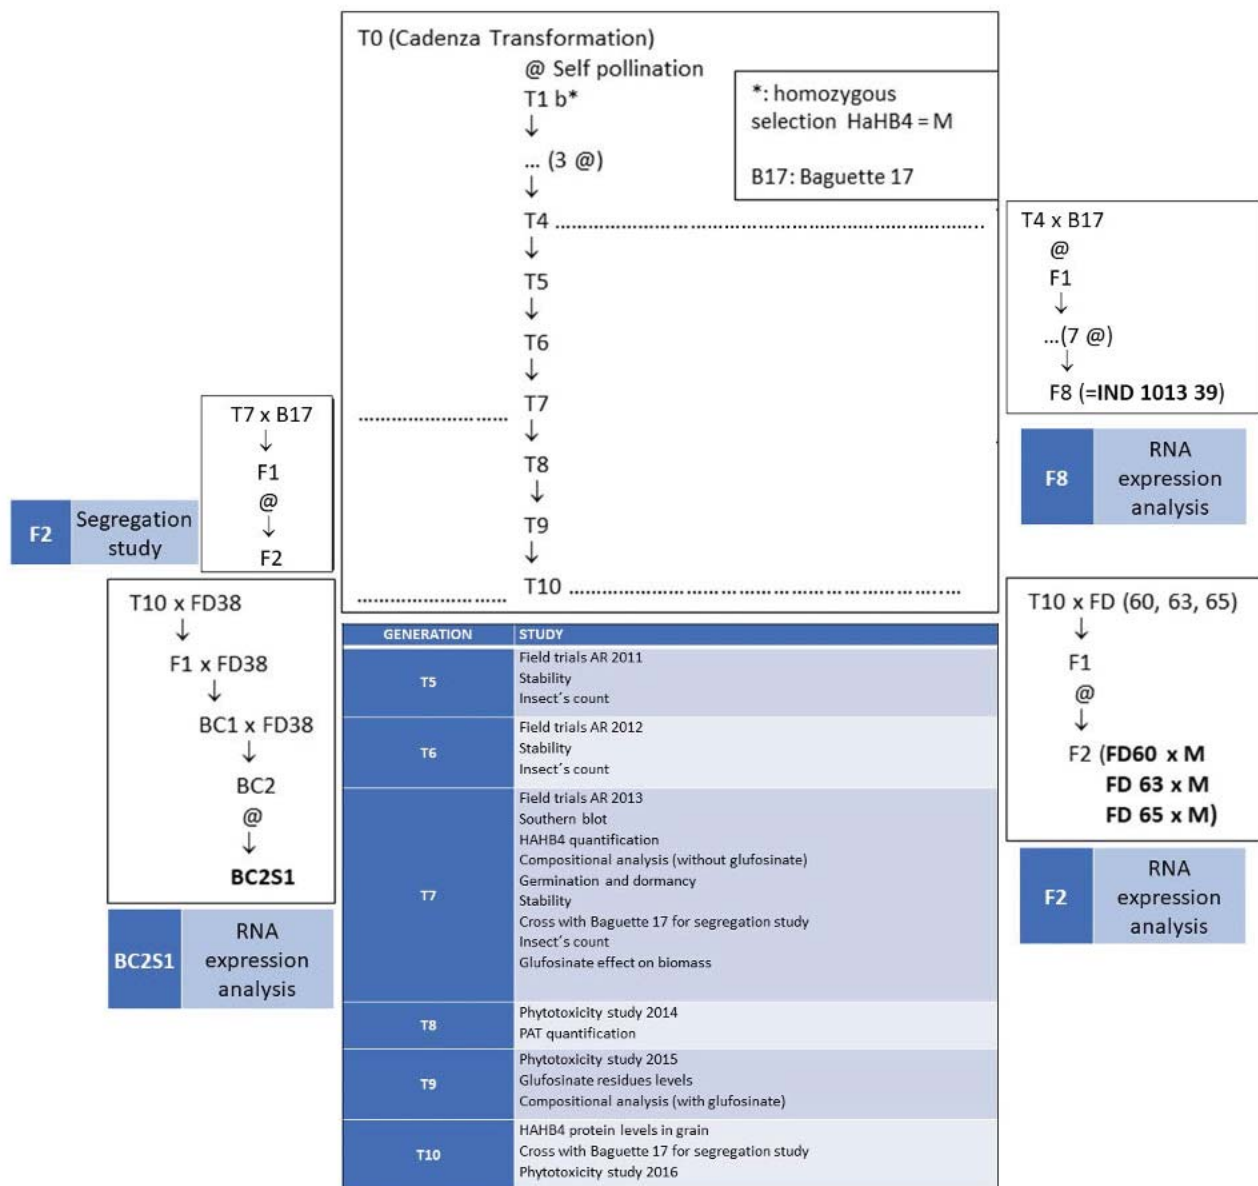 T0 (Cadenza Transformation)
@ Self pollination
T1 b*
↓
... (3 @)
↓
T4
↓
T5
↓
T6
↓
T7
↓
T8
↓
T9
↓
T10
*: homozygous
selection HaHB4 = M
B17: Baguette 17
T4 x B17
@
F1
↓
...(7 @)
↓
F8 (=IND 1013 39)
F8
RNA
expression
analysis
T7 x B17
↓
F1
@
↓
F2
F2
Segregation
study
T10 x FD38
↓
F1 x FD38
↓
BC1 x FD38
↓
BC2
@
↓
BC2S1
BC2S1
RNA
expression
analysis
T10 x FD (60, 63, 65)
↓
F1
@
↓
F2 (FD60 x M
FD 63 x M
FD 65 x M)
F2
RNA
expression
analysis
GENERATION STUDY
T5
Field trials AR 2011
Stability
Insect´s count
T6
Field trials AR 2012
Stability
Insect´s count
T7
Field trials AR 2013
Southern blot
HAHB4 quantification
Compositional analysis (without glufosinate)
Germination and dormancy
Stability
Cross with Baguette 17 for segregation study
Insect´s count
Glufosinate effect on biomass
T8
Phytotoxicity study 2014
PAT quantification
T9
Phytotoxicity study 2015
Glufosinate residues levels
Compositional analysis (with glufosinate)
T10
HAHB4 protein levels in grain
Cross with Baguette 17 for segregation study
Phytotoxicity study 2016